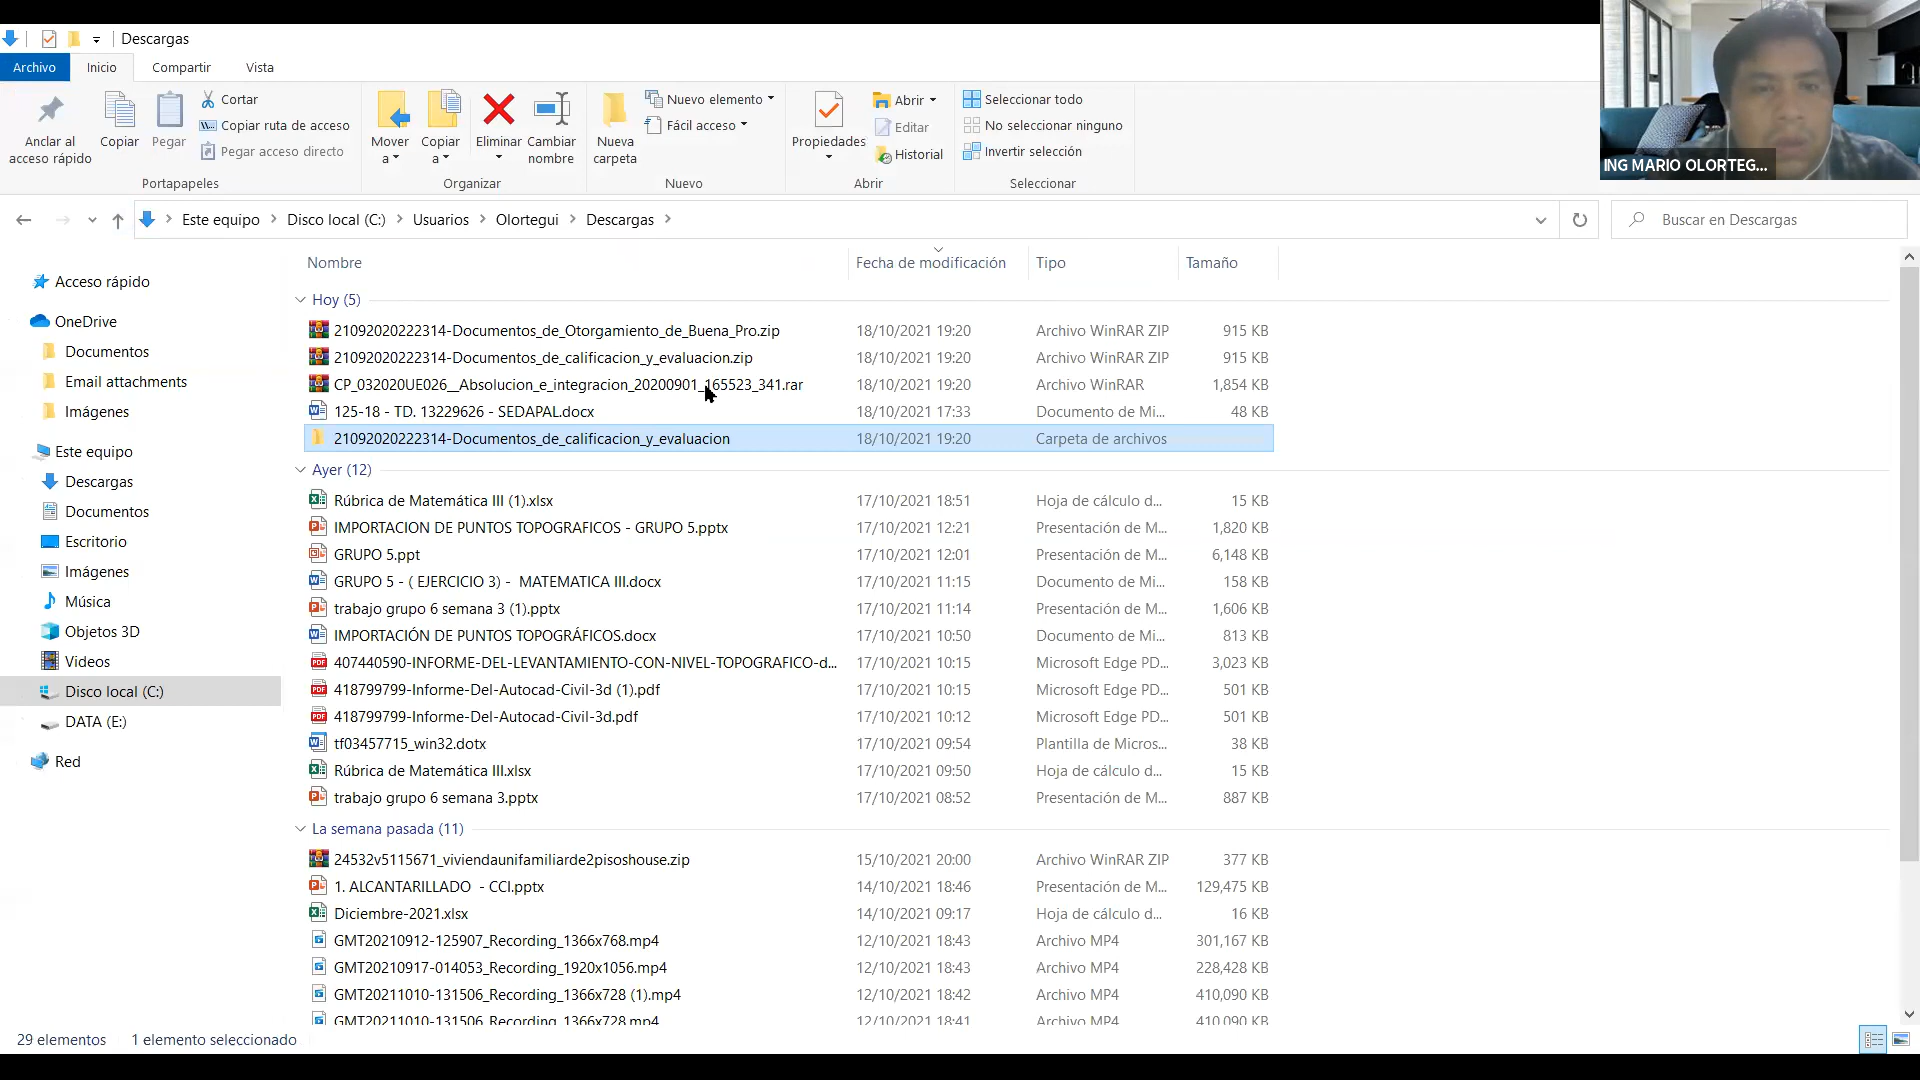 Descargas
Archivo Inicio Compartir Vista
Anclar al acceso rápido
Copiar
Pegar
Cortar
Copiar ruta de acceso
Pegar acceso directo
Portapapeles
Mover a
Copiar a
Eliminar
Cambiar nombre
Organizar
Nueva carpeta
Nuevo elemento
Fácil acceso
Nuevo
Propiedades
Abrir
Editar
Historial
Abrir
Seleccionar todo
No seleccionar ninguno
Invertir selección
Seleccionar
ING MARIO OLORTEG...
Este equipo > Disco local (C:) > Usuarios > Olortegui > Descargas >
Buscar en Descargas
Acceso rápido
OneDrive
Documentos
Email attachments
Imágenes
Este equipo
Descargas
Documentos
Escritorio
Imágenes
Música
Objetos 3D
Videos
Disco local (C:)
DATA (E:)
Red
Nombre Fecha de modificación Tipo Tamaño
Hoy (5)
21092020222314-Documentos_de_Otorgamiento_de_Buena_Pro.zip 18/10/2021 19:20 Archivo WinRAR ZIP 915 KB
21092020222314-Documentos_de_calificacion_y_evaluacion.zip 18/10/2021 19:20 Archivo WinRAR ZIP 915 KB
CP_032020UE026__Absolucion_e_integracion_20200901_165523_341.rar 18/10/2021 19:20 Archivo WinRAR 1,854 KB
125-18 - TD. 13229626 - SEDAPAL.docx 18/10/2021 17:33 Documento de Mi... 48 KB
21092020222314-Documentos_de_calificacion_y_evaluacion 18/10/2021 19:20 Carpeta de archivos
Ayer (12)
Rúbrica de Matemática III (1).xlsx 17/10/2021 18:51 Hoja de cálculo d... 15 KB
IMPORTACION DE PUNTOS TOPOGRAFICOS - GRUPO 5.pptx 17/10/2021 12:21 Presentación de M... 1,820 KB
GRUPO 5.ppt 17/10/2021 12:01 Presentación de M... 6,148 KB
GRUPO 5 - ( EJERCICIO 3) - MATEMATICA III.docx 17/10/2021 11:15 Documento de Mi... 158 KB
trabajo grupo 6 semana 3 (1).pptx 17/10/2021 11:14 Presentación de M... 1,606 KB
IMPORTACIÓN DE PUNTOS TOPOGRÁFICOS.docx 17/10/2021 10:50 Documento de Mi... 813 KB
407440590-INFORME-DEL-LEVANTAMIENTO-CON-NIVEL-TOPOGRAFICO-d... 17/10/2021 10:15 Microsoft Edge PD... 3,023 KB
418799799-Informe-Del-Autocad-Civil-3d (1).pdf 17/10/2021 10:15 Microsoft Edge PD... 501 KB
418799799-Informe-Del-Autocad-Civil-3d.pdf 17/10/2021 10:12 Microsoft Edge PD... 501 KB
tf03457715_win32.dotx 17/10/2021 09:54 Plantilla de Micros... 38 KB
Rúbrica de Matemática III.xlsx 17/10/2021 09:50 Hoja de cálculo d... 15 KB
trabajo grupo 6 semana 3.pptx 17/10/2021 08:52 Presentación de M... 887 KB
La semana pasada (11)
24532v5115671_viviendaunifamiliarde2pisoshouse.zip 15/10/2021 20:00 Archivo WinRAR ZIP 377 KB
1. ALCANTARILLADO - CCI.pptx 14/10/2021 18:46 Presentación de M... 129,475 KB
Diciembre-2021.xlsx 14/10/2021 09:17 Hoja de cálculo d... 16 KB
GMT20210912-125907_Recording_1366x768.mp4 12/10/2021 18:43 Archivo MP4 301,167 KB
GMT20210917-014053_Recording_1920x1056.mp4 12/10/2021 18:43 Archivo MP4 228,428 KB
GMT20211010-131506_Recording_1366x728 (1).mp4 12/10/2021 18:42 Archivo MP4 410,090 KB
GMT20211010-131506_Recording_1366x728.mp4 12/10/2021 18:41 Archivo MP4 410,090 KB
29 elementos 1 elemento seleccionado